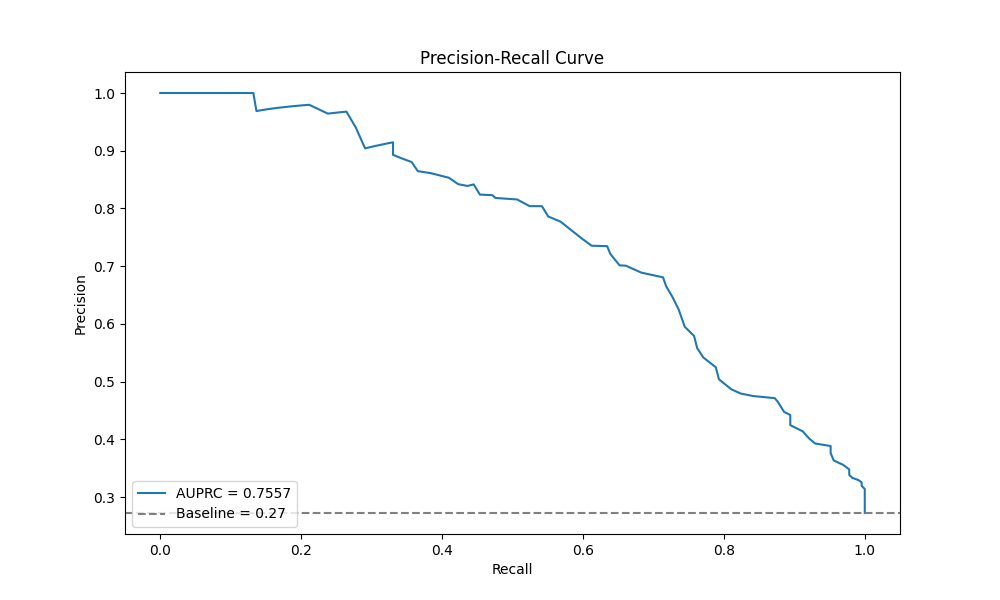 Precision-Recall Curve
Precision
1.0
0.9
0.8
0.7
0.6
0.5
0.4
0.3
AUPRC = 0.7557
Baseline = 0.27
0.0 0.2 0.4 0.6 0.8 1.0
Recall